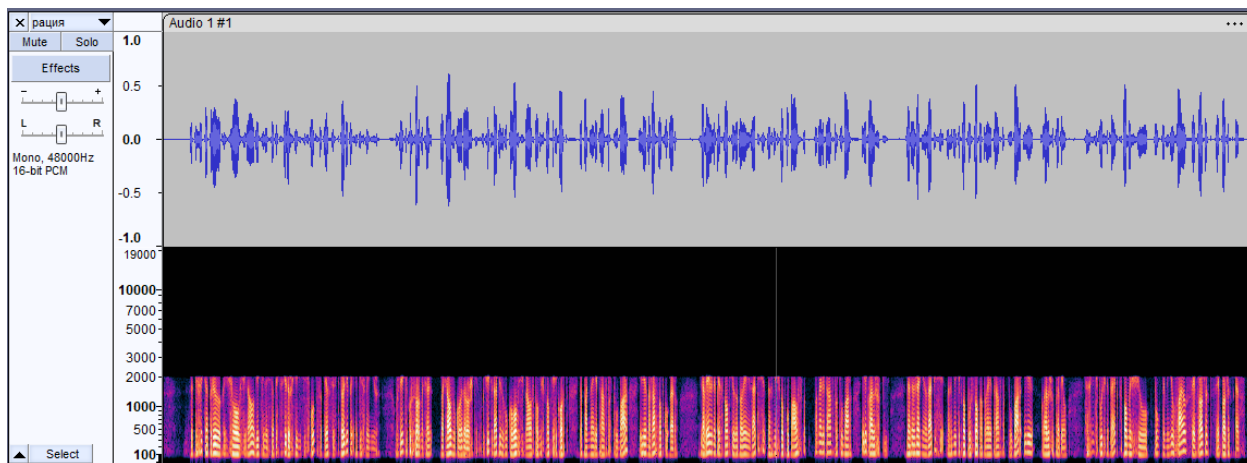 × рация ▼
Audio 1 #1
...
Mute Solo
Effects
- +
L R
Mono, 48000Hz
16-bit PCM
1.0
0.5
0.0
-0.5
-1.0
19000
10000
7000
5000
3000
2000
1000
500
100
▲ Select